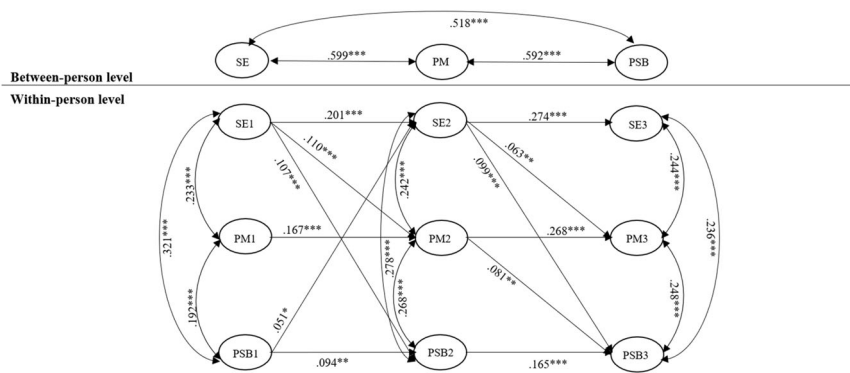 .518***
SE
.599***
PM
.592***
PSB
Between-person level
Within-person level
SE1
.201***
SE2
.274***
SE3
.110***
.107***
.063**
.099***
.233***
.242***
.244***
.321***
.236***
PM1
.167***
PM2
.268***
PM3
.278***
.268***
.081**
.192***
.248***
.051*
PSB1
.094**
PSB2
.165***
PSB3